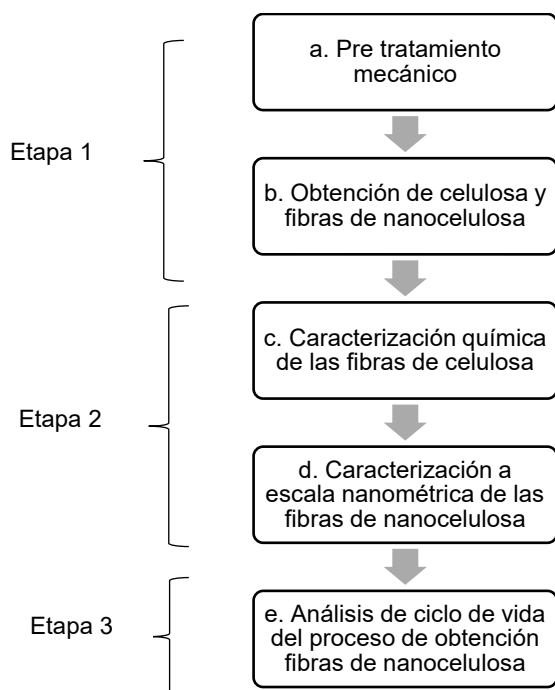 a. Pre tratamiento
mecánico
Etapa 1
b. Obtención de celulosa y
fibras de nanocelulosa
c. Caracterización química
de las fibras de celulosa
Etapa 2
d. Caracterización a
escala nanométrica de las
fibras de nanocelulosa
Etapa 3
e. Análisis de ciclo de vida
del proceso de obtención
fibras de nanocelulosa